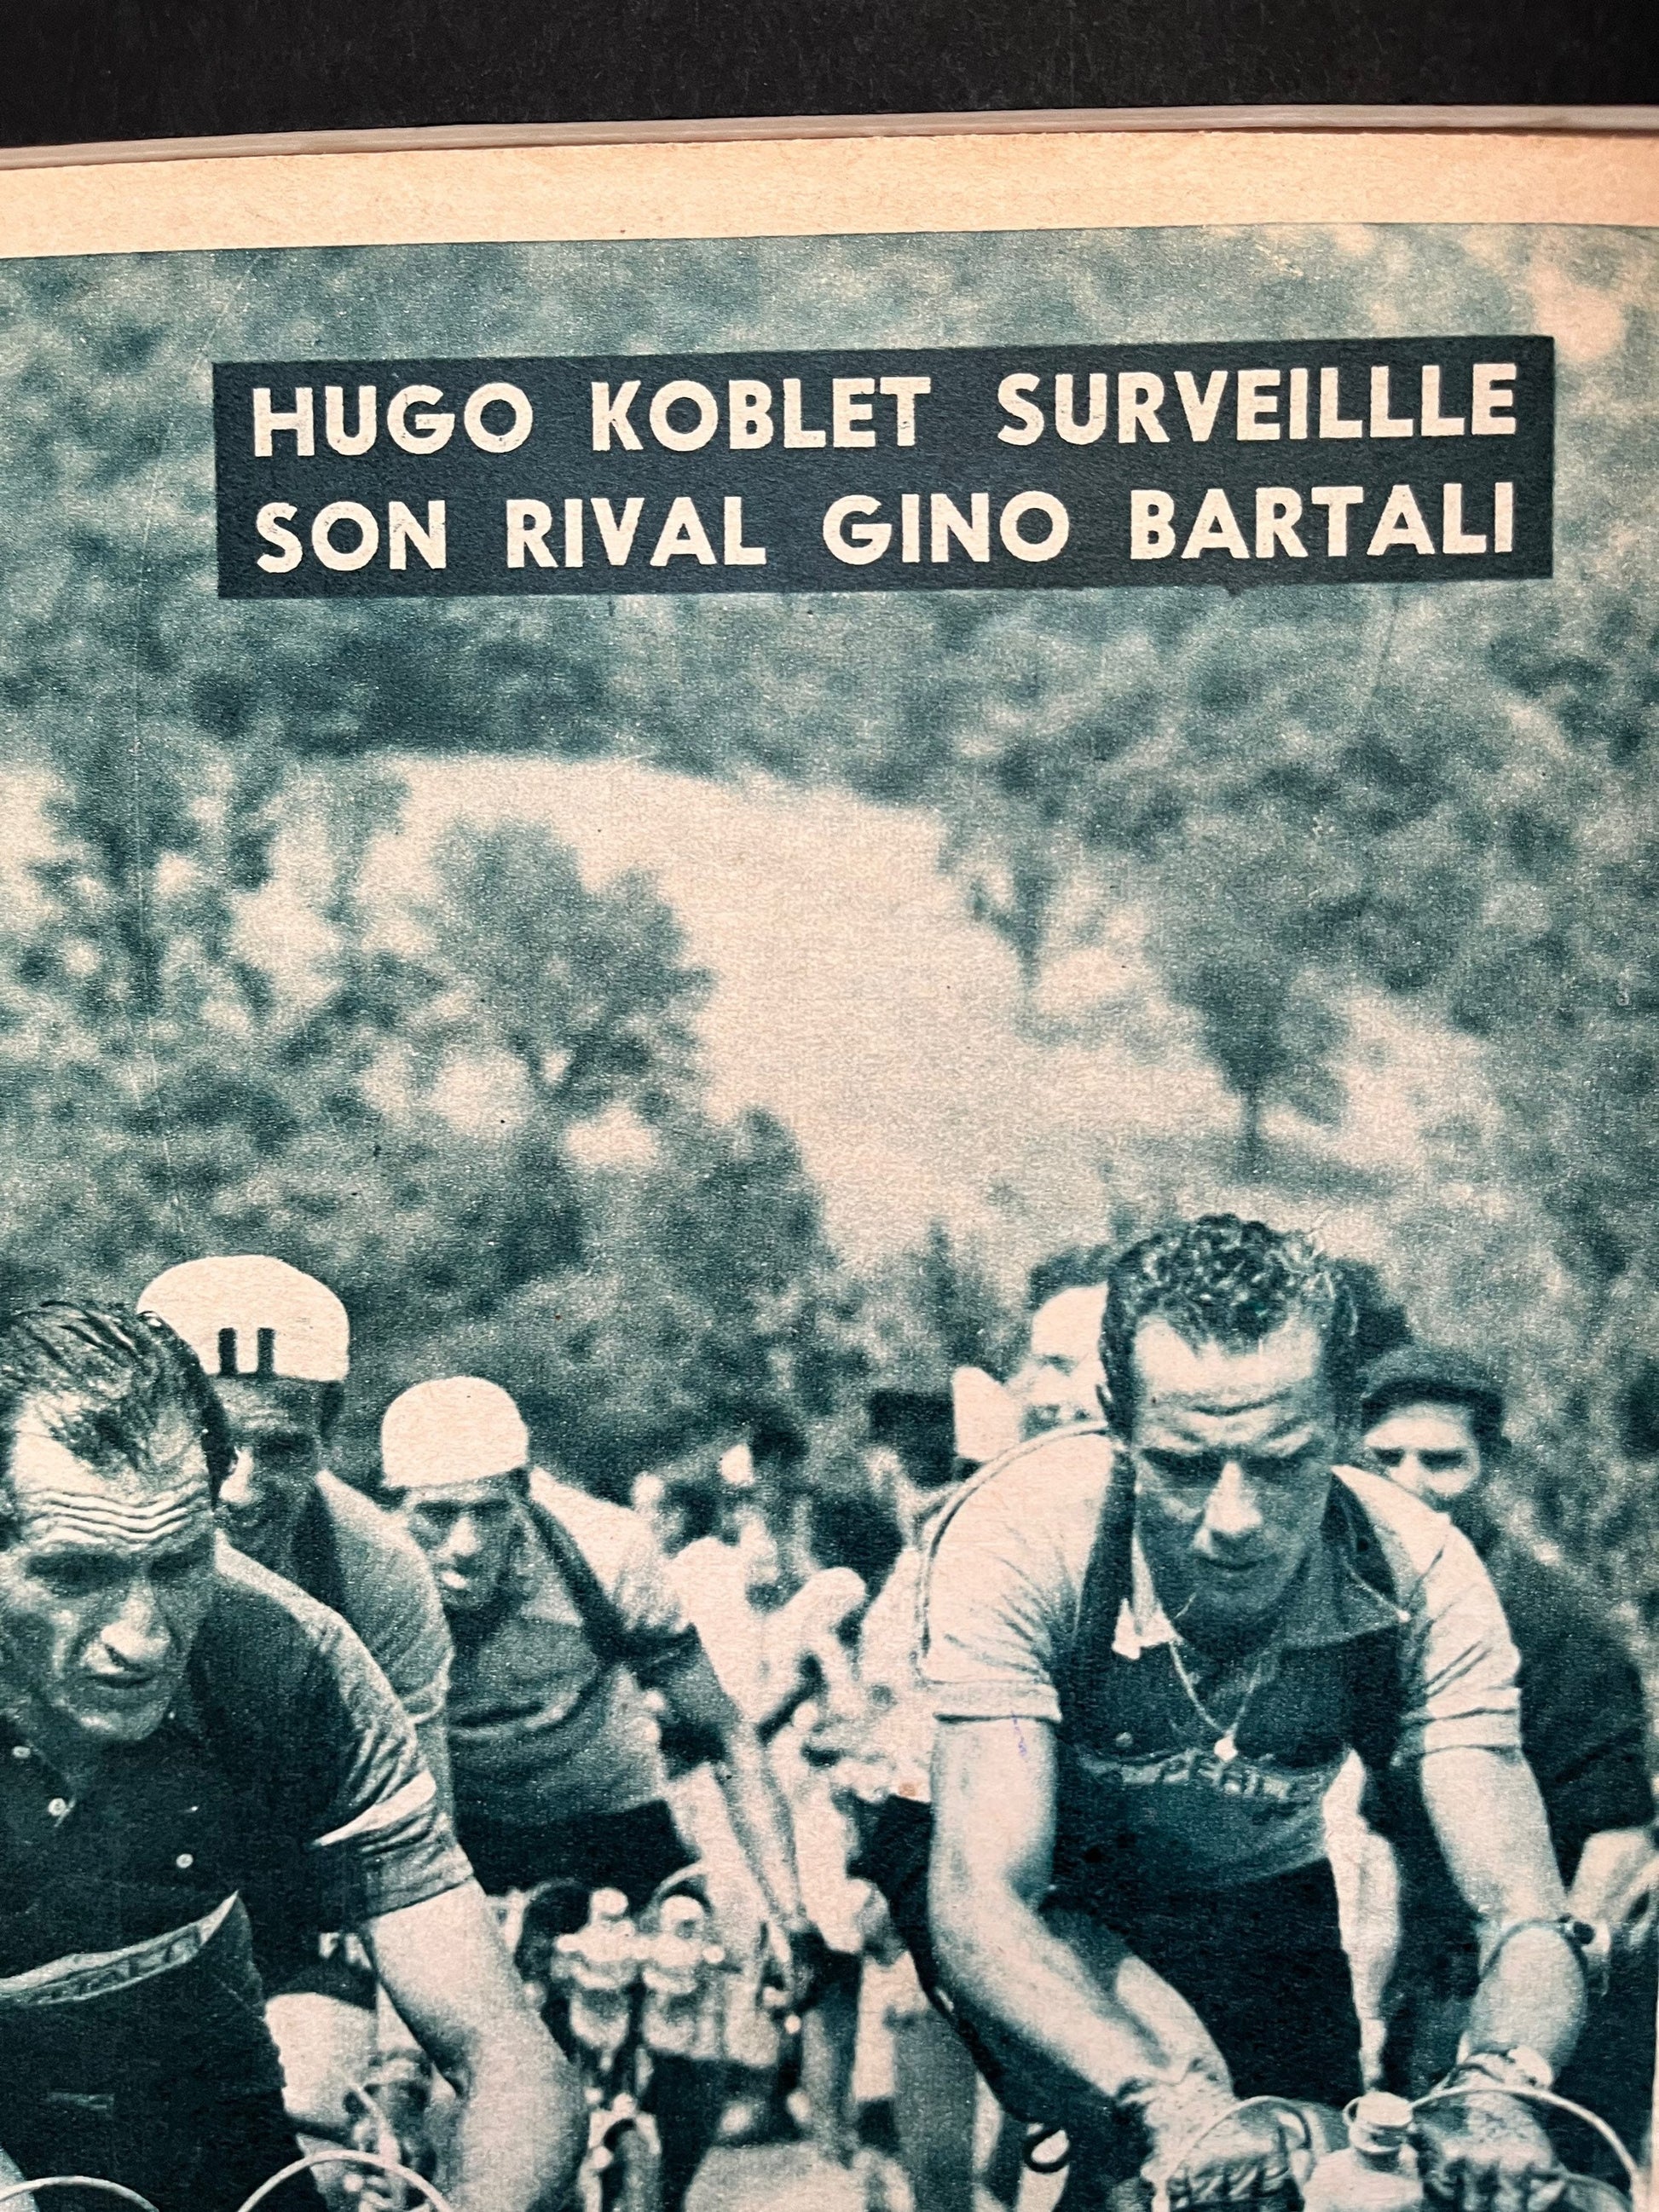 HUGO KOBLET SURVEILLLE
SON RIVAL GINO BARTALI